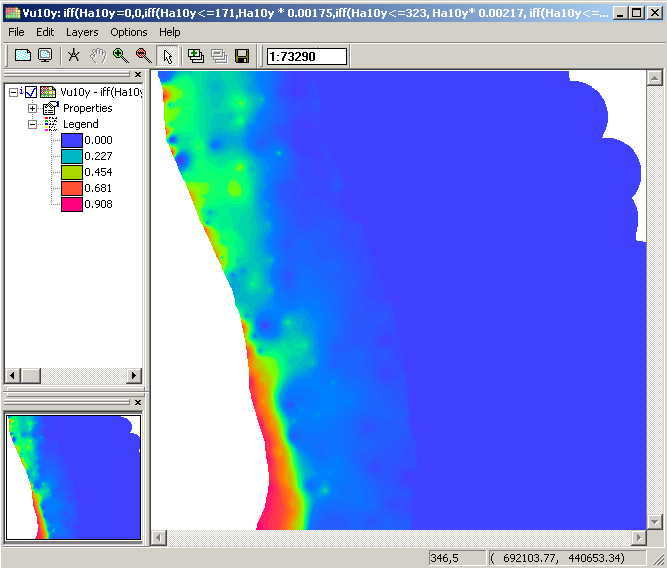 Vu10y: iff(Ha10y=0,0,iff(Ha10y<=171,Ha10y * 0.00175,iff(Ha10y<=323, Ha10y* 0.00217, iff(Ha10y<=...
File Edit Layers Options Help
1:73290
Vu10y - iff(Ha10y
Properties
Legend
0.000
0.227
0.454
0.681
0.908
346,5 ( 692103.77, 440653.34)